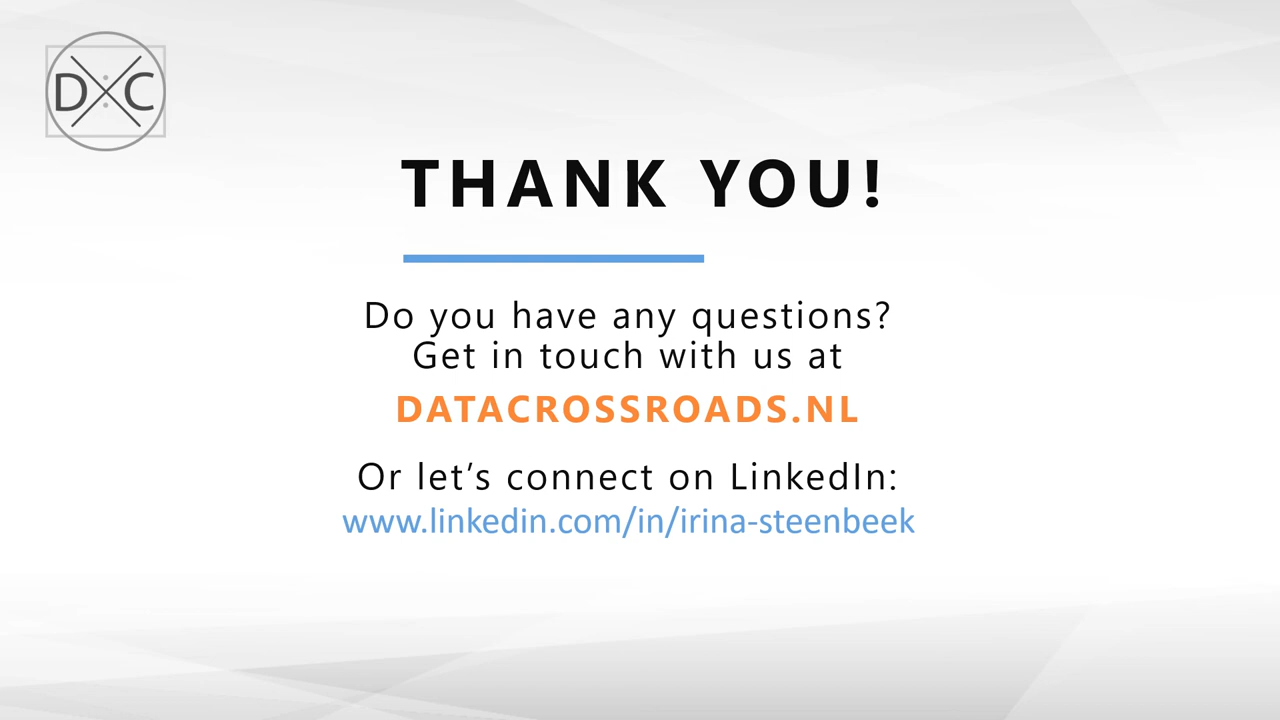 DXC
THANK YOU!
Do you have any questions?
Get in touch with us at
DATACROSSROADS.NL
Or let’s connect on LinkedIn:
www.linkedin.com/in/irina-steenbeek